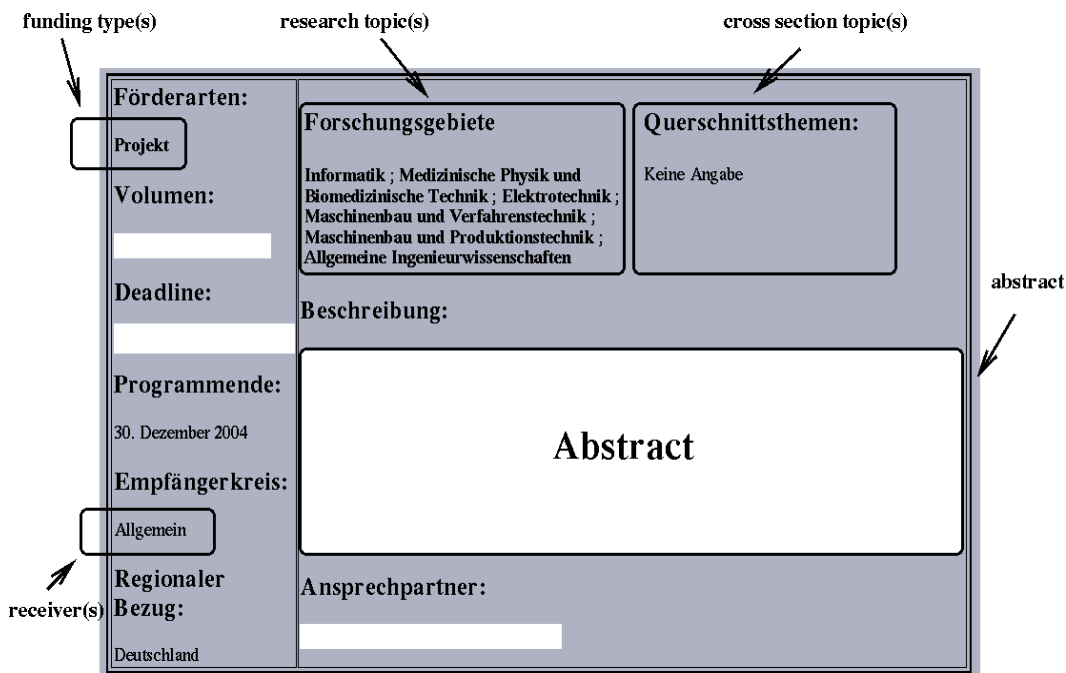 funding type(s)
research topic(s)
cross section topic(s)
Förderarten:
Projekt
Volumen:
Deadline:
Programmende:
30. Dezember 2004
Empfängerkreis:
Allgemein
Regionaler
Bezug:
Deutschland
receiver(s)
Forschungsgebiete
Informatik ; Medizinische Physik und
Biomedizinische Technik ; Elektrotechnik ;
Maschinenbau und Verfahrenstechnik ;
Maschinenbau und Produktionstechnik ;
Allgemeine Ingenieurwissenschaften
Querschnittsthemen:
Keine Angabe
Beschreibung:
Abstract
abstract
Ansprechpartner: